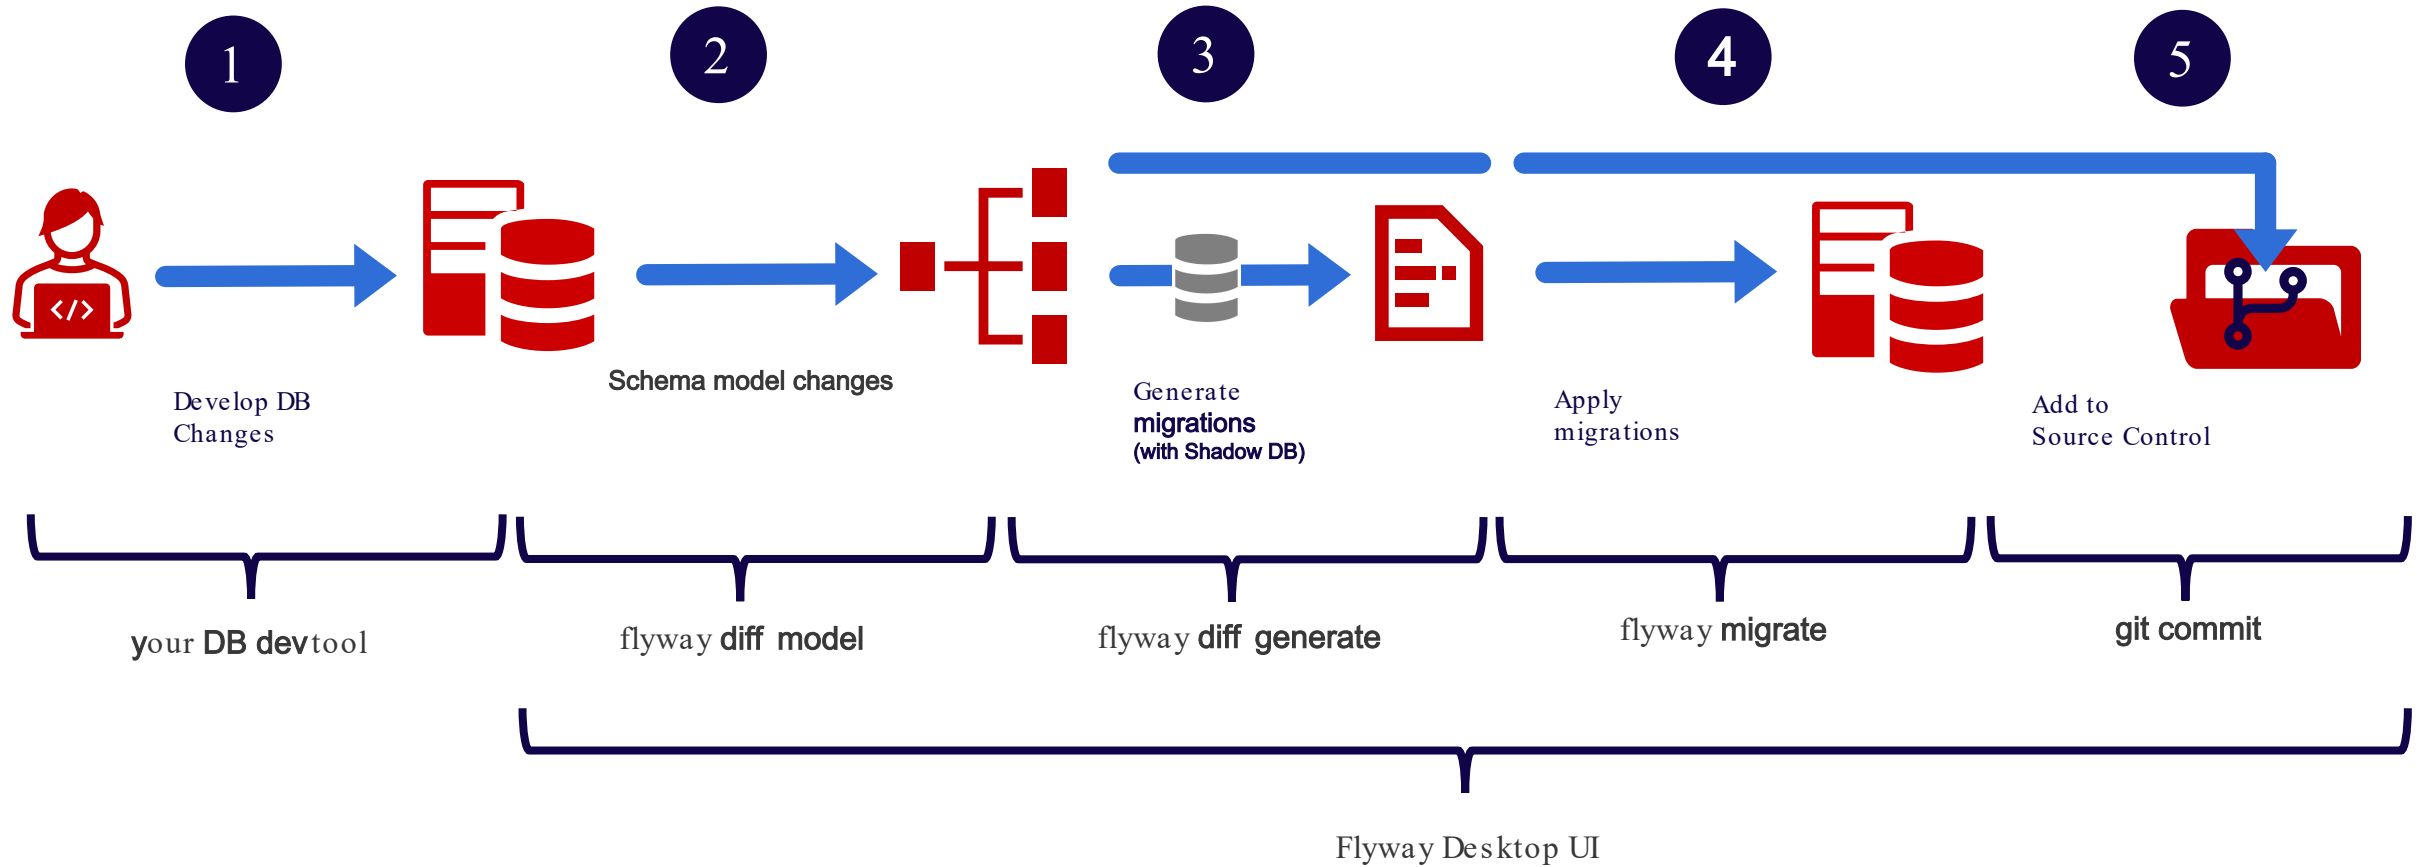 1
2
3
4
5
</>
Develop DB
Changes
Schema model changes
Generate
migrations
(with Shadow DB)
Apply
migrations
Add to
Source Control
your DB dev tool
flyway diff model
flyway diff generate
flyway migrate
git commit
Flyway Desktop UI